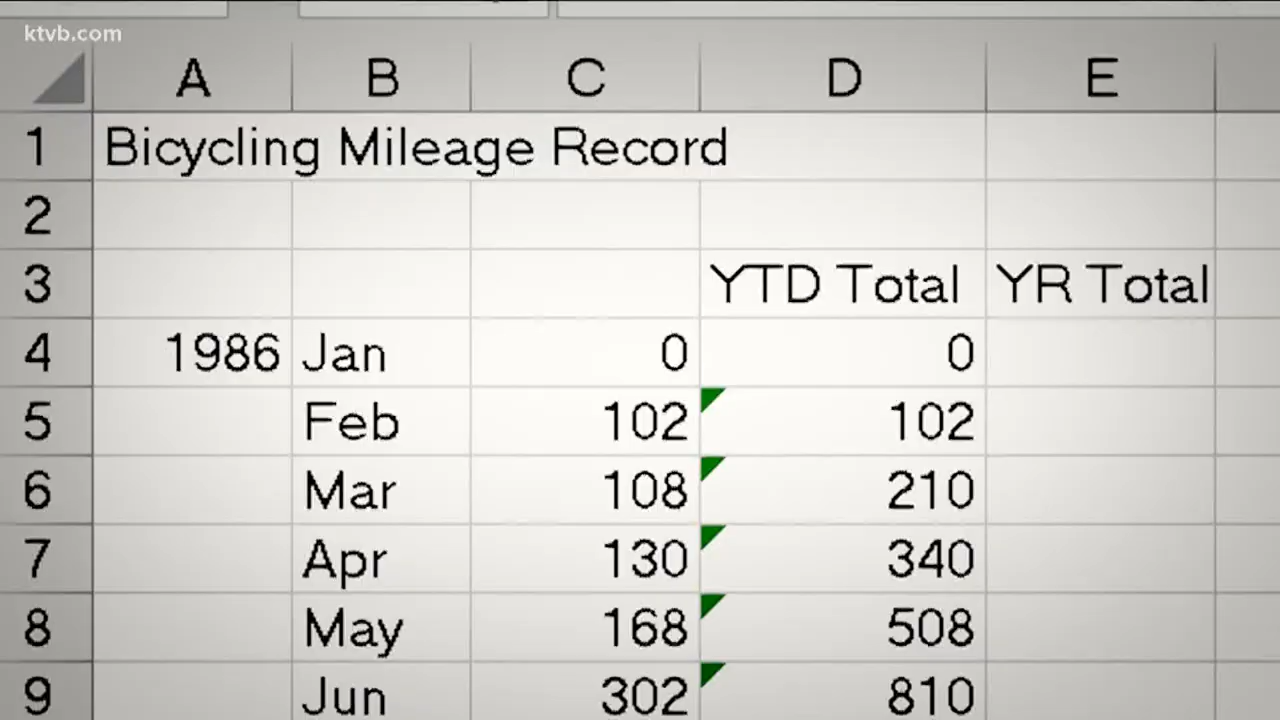 ktvb.com
A B C D E
1 Bicycling Mileage Record
2
3 YTD Total YR Total
4 1986 Jan 0 0
5 Feb 102 102
6 Mar 108 210
7 Apr 130 340
8 May 168 508
9 Jun 302 810